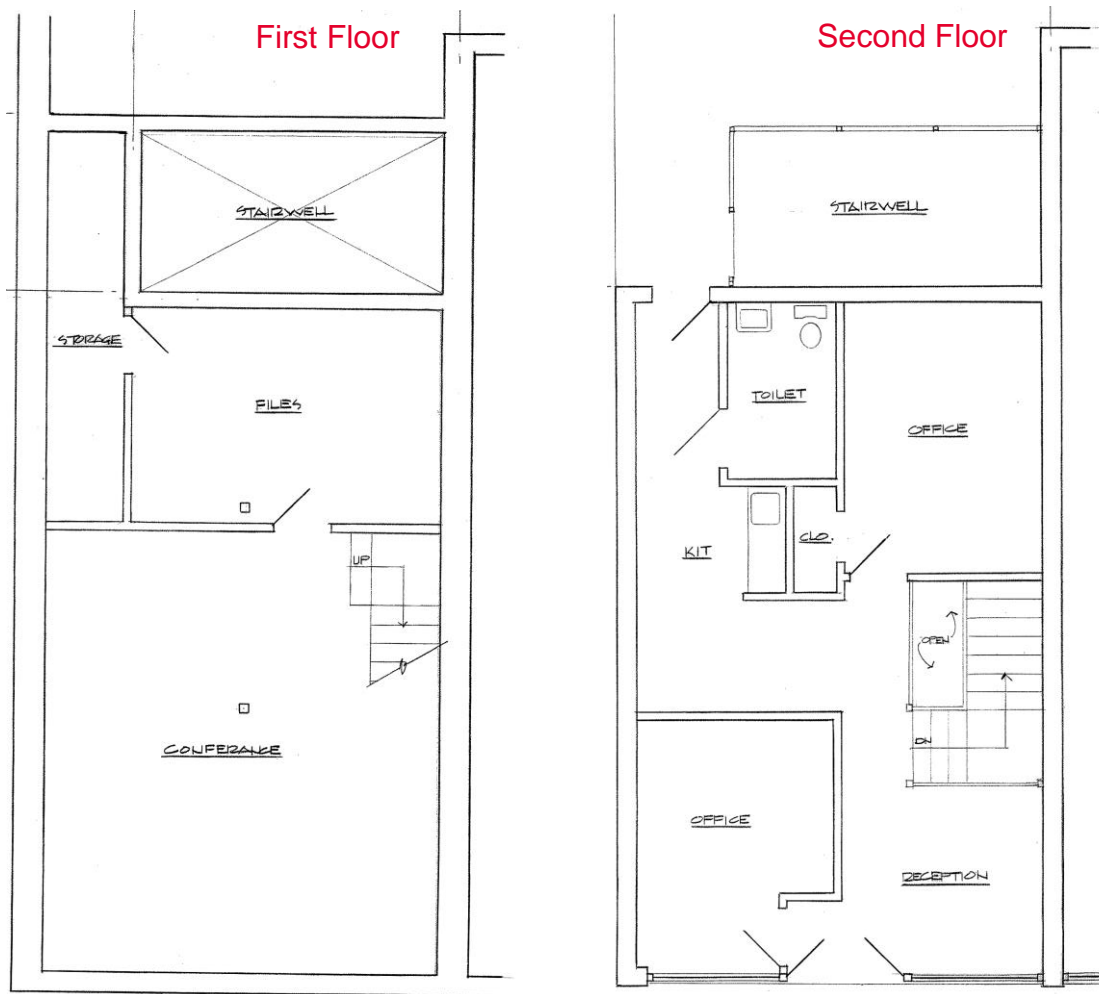 First Floor
STAIRWELL
STORAGE
FILES
UP
CONFERANCE
Second Floor
STAIRWELL
TOILET
OFFICE
KIT
CLO.
OPEN
DN
OFFICE
RECEPTION